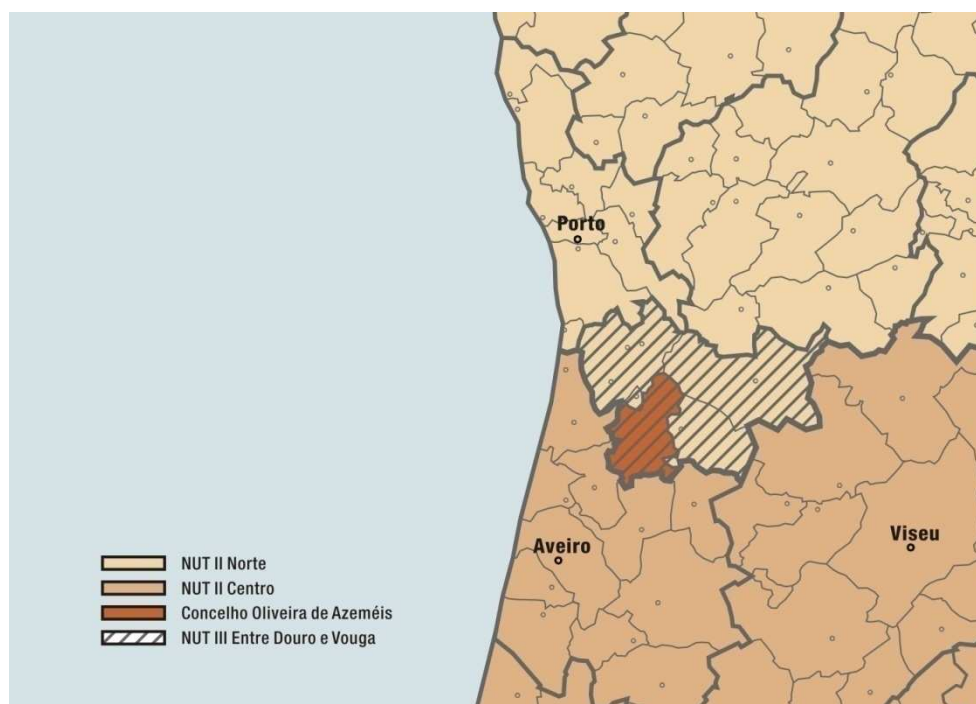 Porto
Viseu
Aveiro
NUT II Norte
NUT II Centro
Concelho Oliveira de Azeméis
NUT III Entre Douro e Vouga